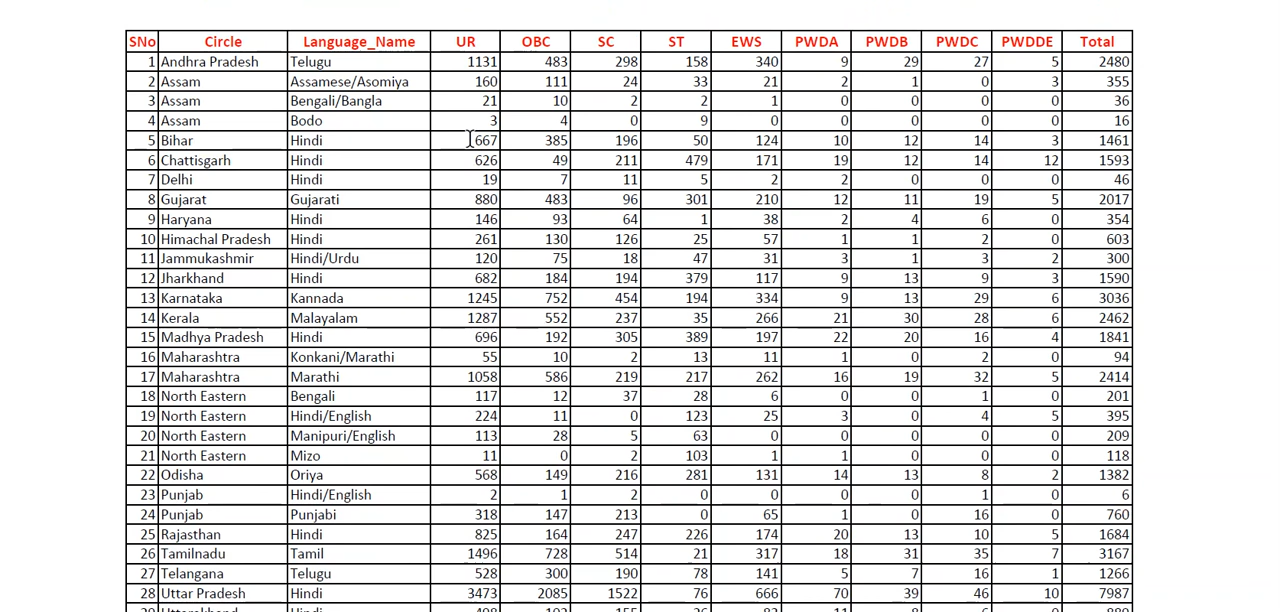 SNo Circle Language_Name UR OBC SC ST EWS PWDA PWDB PWDC PWDDE Total
1 Andhra Pradesh Telugu 1131 483 298 158 340 9 29 27 5 2480
2 Assam Assamese/Asomiya 160 111 24 33 21 2 1 0 3 355
3 Assam Bengali/Bangla 21 10 2 2 1 0 0 0 0 36
4 Assam Bodo 3 4 0 9 0 0 0 0 0 16
5 Bihar Hindi 667 385 196 50 124 10 12 14 3 1461
6 Chattisgarh Hindi 626 49 211 479 171 19 12 14 12 1593
7 Delhi Hindi 19 7 11 5 2 2 0 0 0 46
8 Gujarat Gujarati 880 483 96 301 210 12 11 19 5 2017
9 Haryana Hindi 146 93 64 1 38 2 4 6 0 354
10 Himachal Pradesh Hindi 261 130 126 25 57 1 1 2 0 603
11 Jammukashmir Hindi/Urdu 120 75 18 47 31 3 1 3 2 300
12 Jharkhand Hindi 682 184 194 379 117 9 13 9 3 1590
13 Karnataka Kannada 1245 752 454 194 334 9 13 29 6 3036
14 Kerala Malayalam 1287 552 237 35 266 21 30 28 6 2462
15 Madhya Pradesh Hindi 696 192 305 389 197 22 20 16 4 1841
16 Maharashtra Konkani/Marathi 55 10 2 13 11 1 0 2 0 94
17 Maharashtra Marathi 1058 586 219 217 262 16 19 32 5 2414
18 North Eastern Bengali 117 12 37 28 6 0 0 1 0 201
19 North Eastern Hindi/English 224 11 0 123 25 3 0 4 5 395
20 North Eastern Manipuri/English 113 28 5 63 0 0 0 0 0 209
21 North Eastern Mizo 11 0 2 103 1 1 0 0 0 118
22 Odisha Oriya 568 149 216 281 131 14 13 8 2 1382
23 Punjab Hindi/English 2 1 2 0 0 0 0 1 0 6
24 Punjab Punjabi 318 147 213 0 65 1 0 16 0 760
25 Rajasthan Hindi 825 164 247 226 174 20 13 10 5 1684
26 Tamilnadu Tamil 1496 728 514 21 317 18 31 35 7 3167
27 Telangana Telugu 528 300 190 78 141 5 7 16 1 1266
28 Uttar Pradesh Hindi 3473 2085 1522 76 666 70 39 46 10 7987